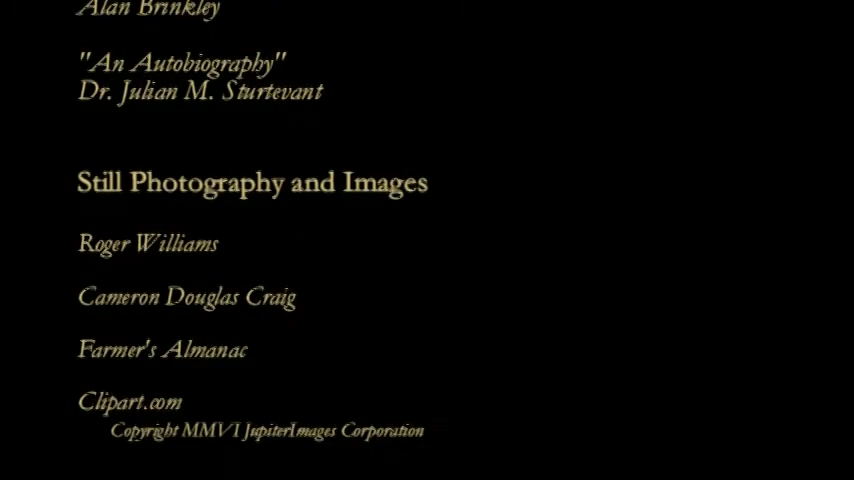 Alan Brinkley
"An Autobiography"
Dr. Julian M. Sturtevant
Still Photography and Images
Roger Williams
Cameron Douglas Craig
Farmer's Almanac
Clipart.com
Copyright MMVI JupiterImages Corporation